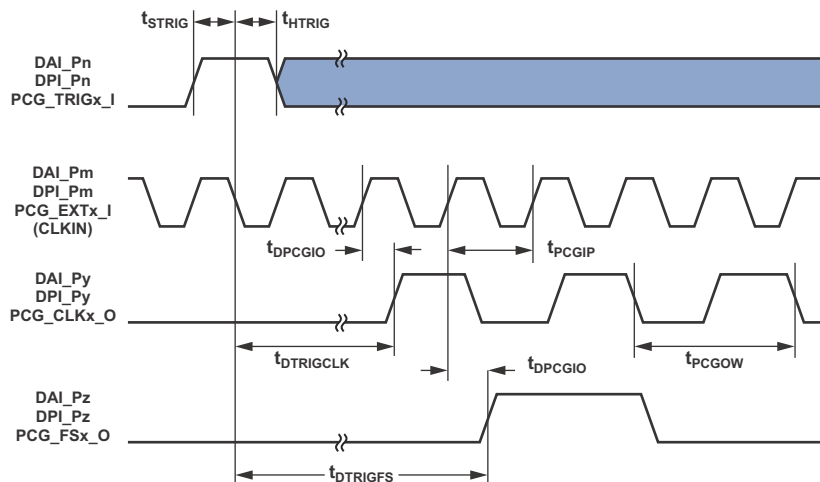 tSTRIG
tHTRIG
DAI_Pn
DPI_Pn
PCG_TRIGx_I
DAI_Pm
DPI_Pm
PCG_EXTx_I
(CLKIN)
tDPCGIO
tPCGIP
DAI_Py
DPI_Py
PCG_CLKx_O
tDTRIGCLK
tDPCGIO
tPCGOW
DAI_Pz
DPI_Pz
PCG_FSx_O
tDTRIGFS